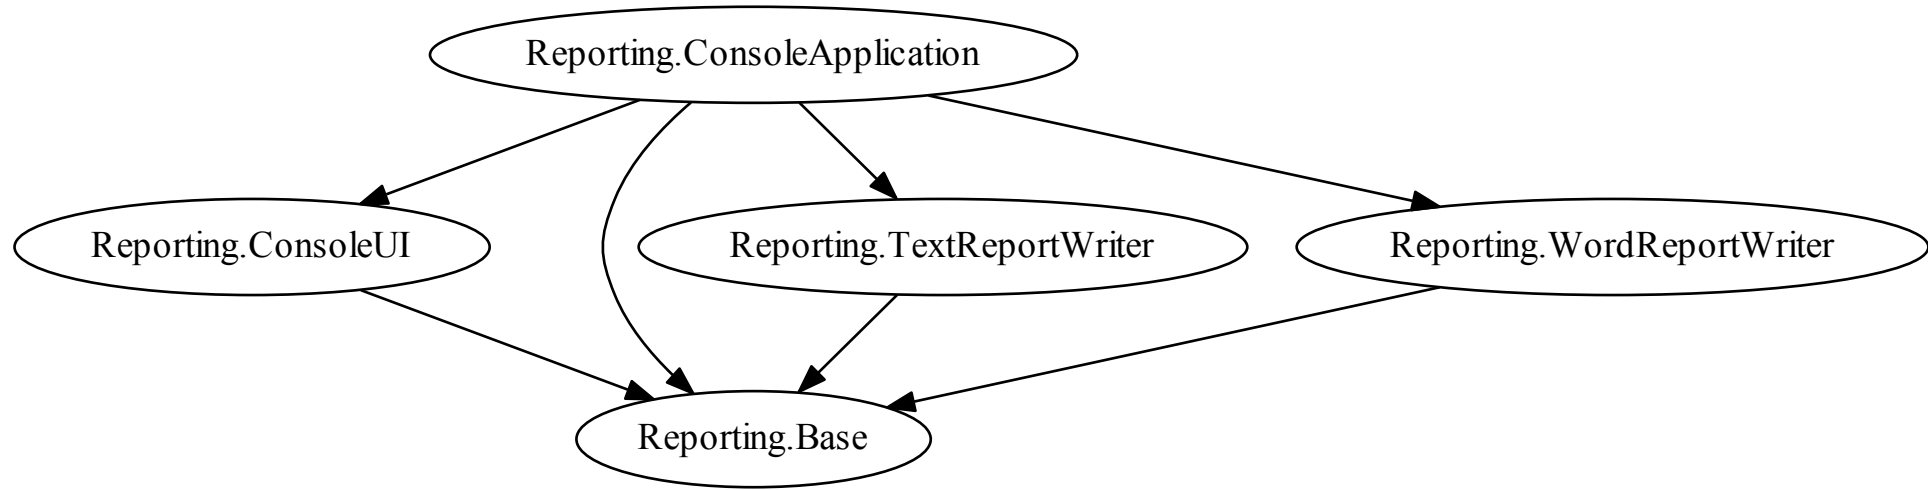 Reporting.ConsoleApplication
Reporting.ConsoleUI
Reporting.TextReportWriter
Reporting.WordReportWriter
Reporting.Base